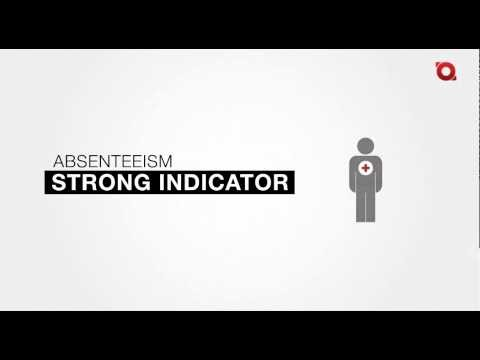 ABSENTEEISM
STRONG INDICATOR